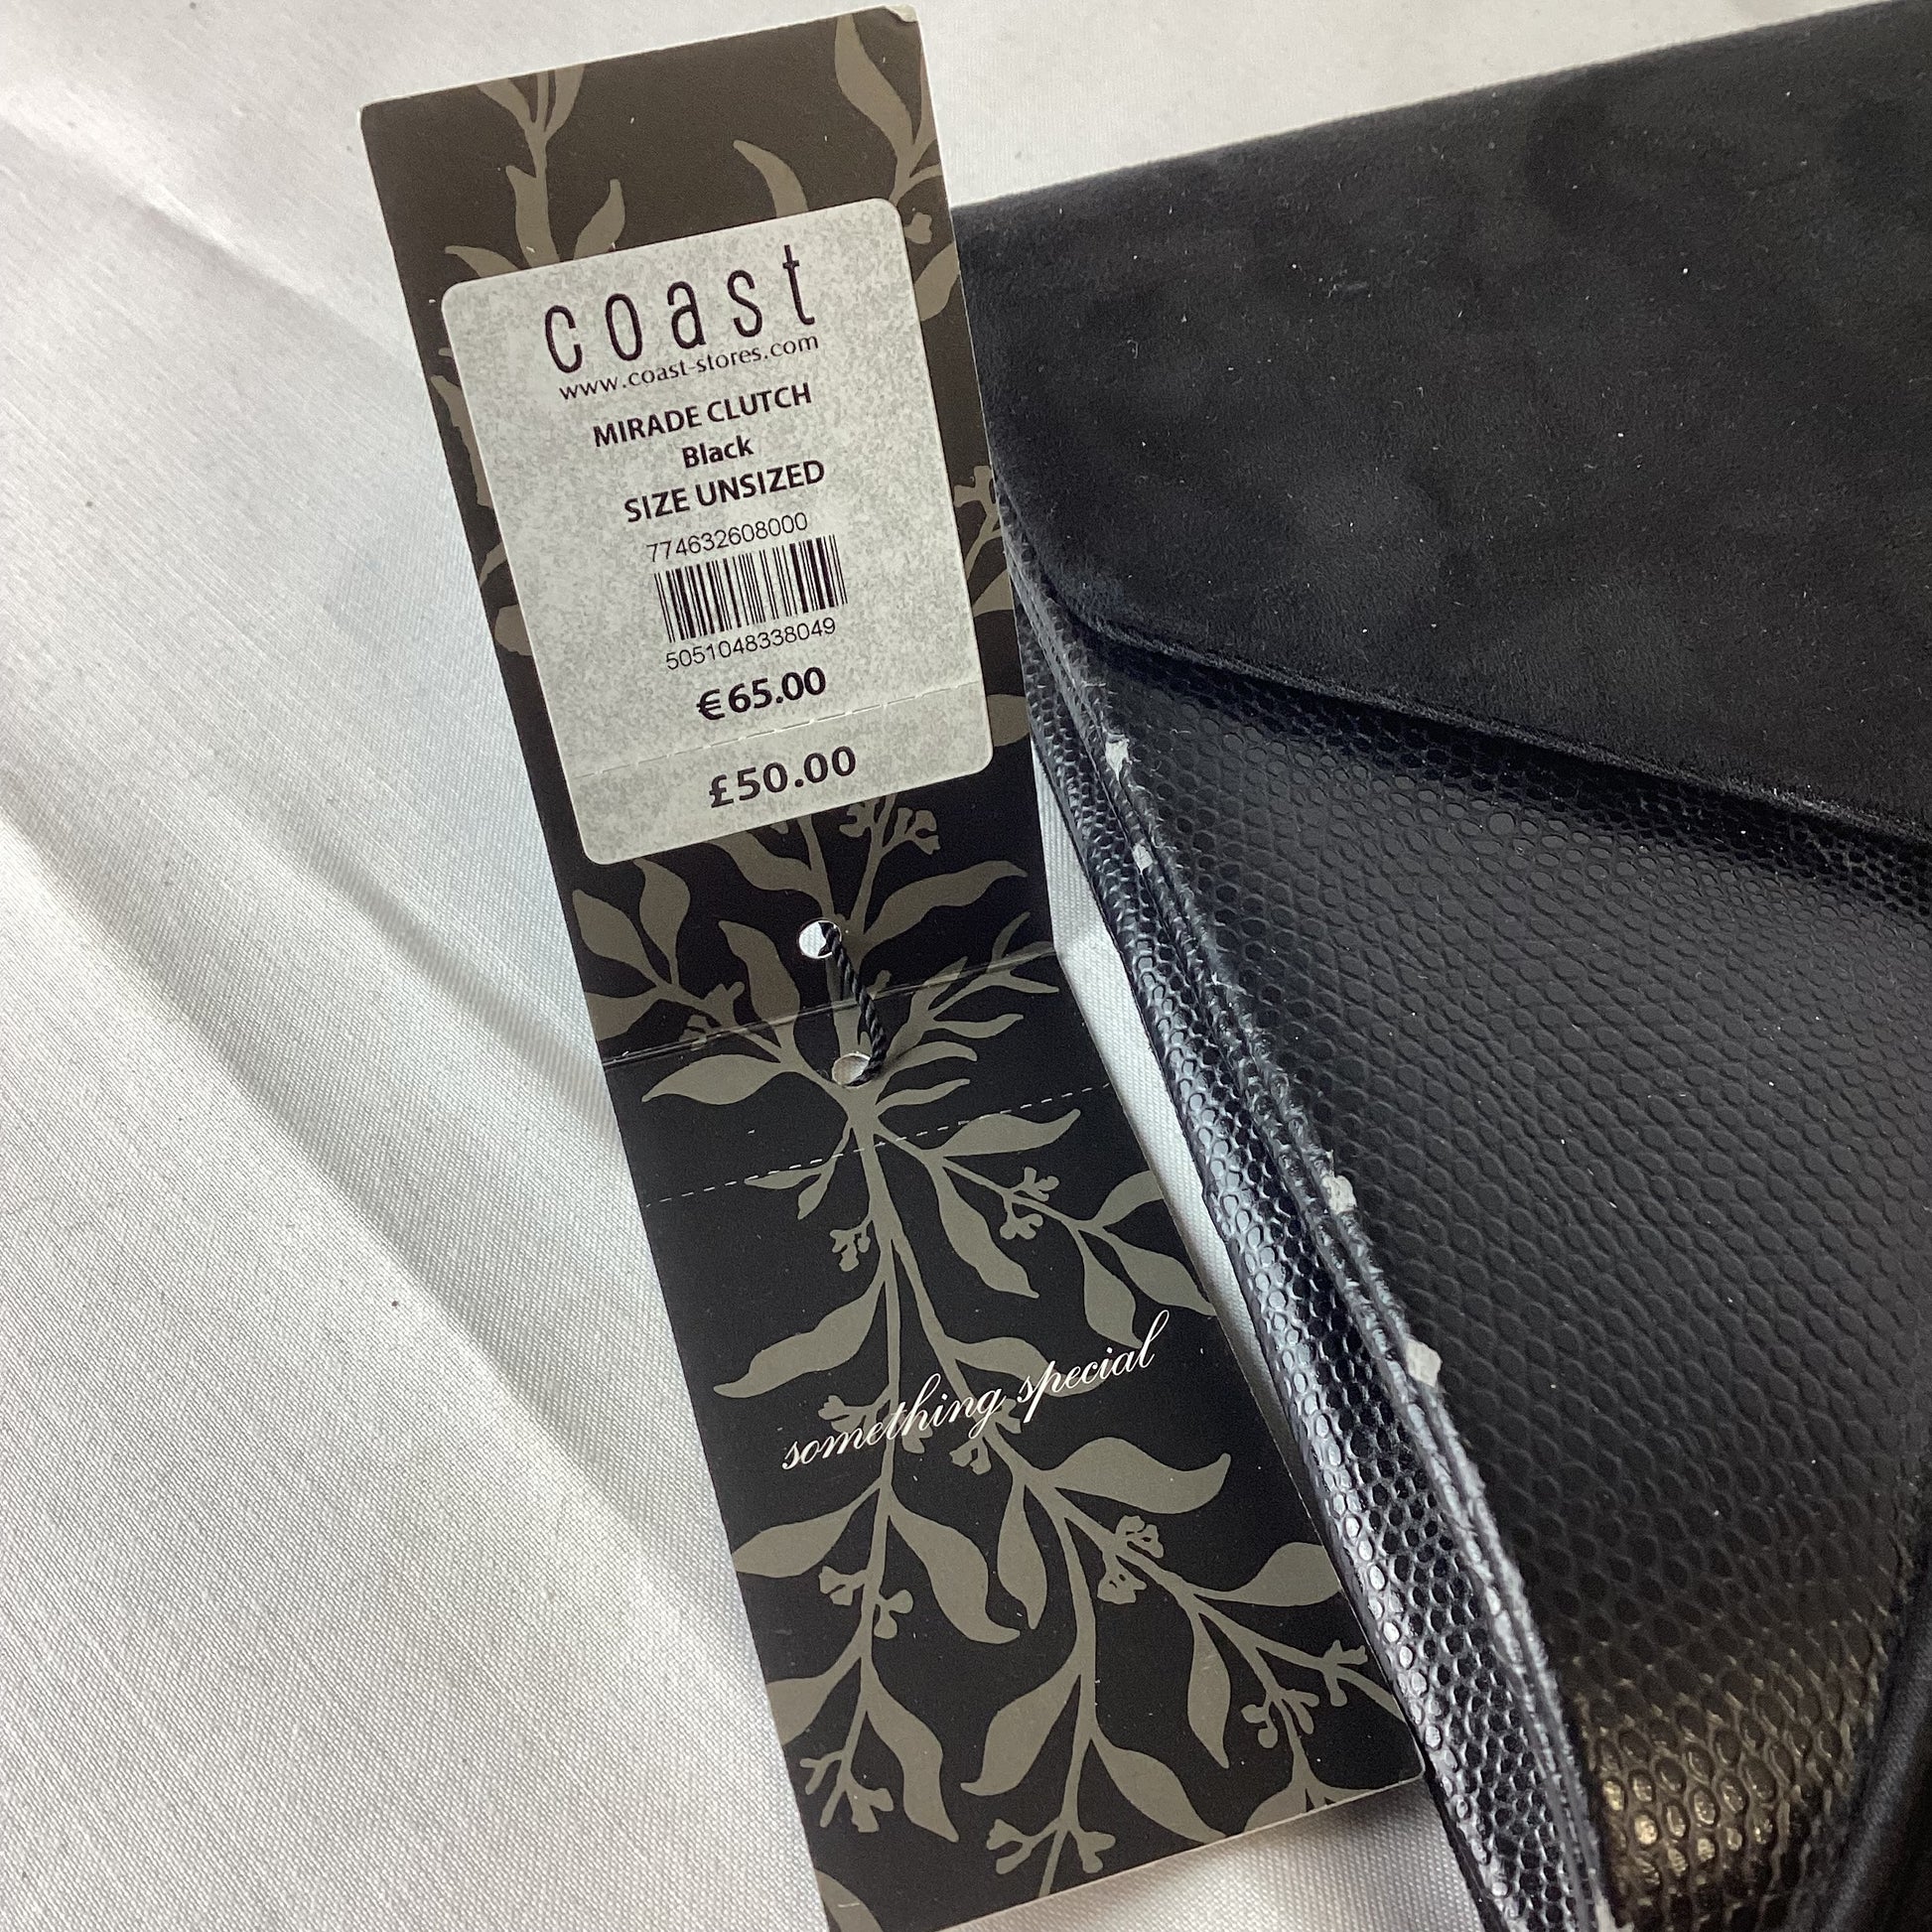 coast
www.coast-stores.com
MIRADE CLUTCH
Black
SIZE UNSIZED
774632608000
5051048338049
€65.00
£50.00
something special